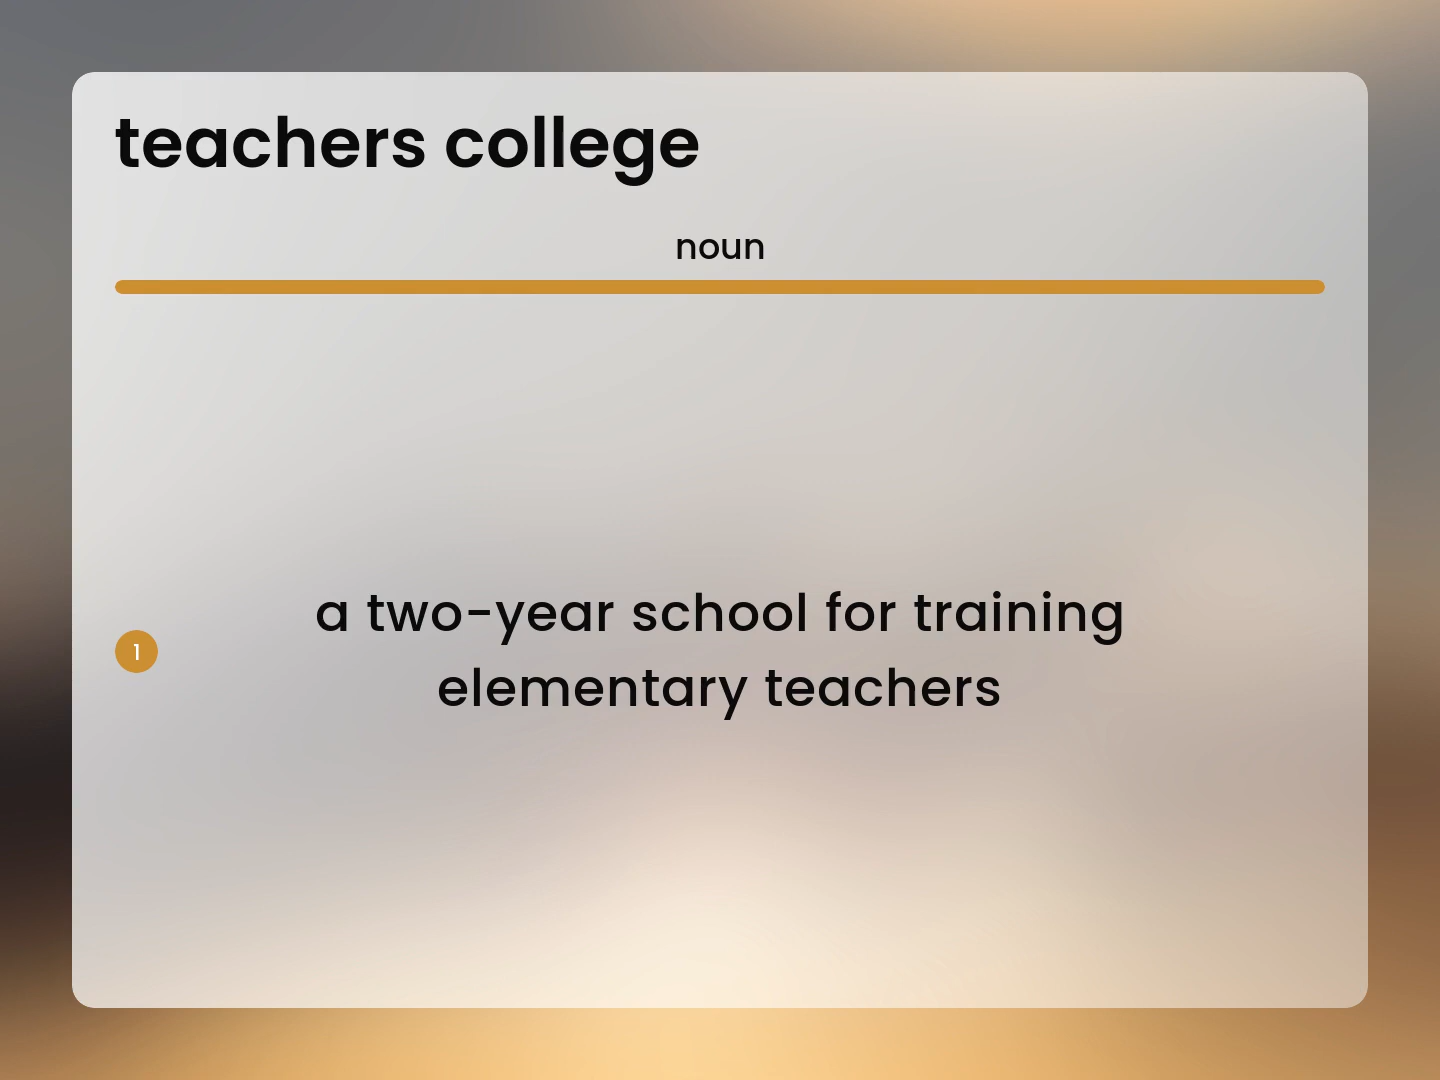 teachers college
noun
1
a two-year school for training
elementary teachers